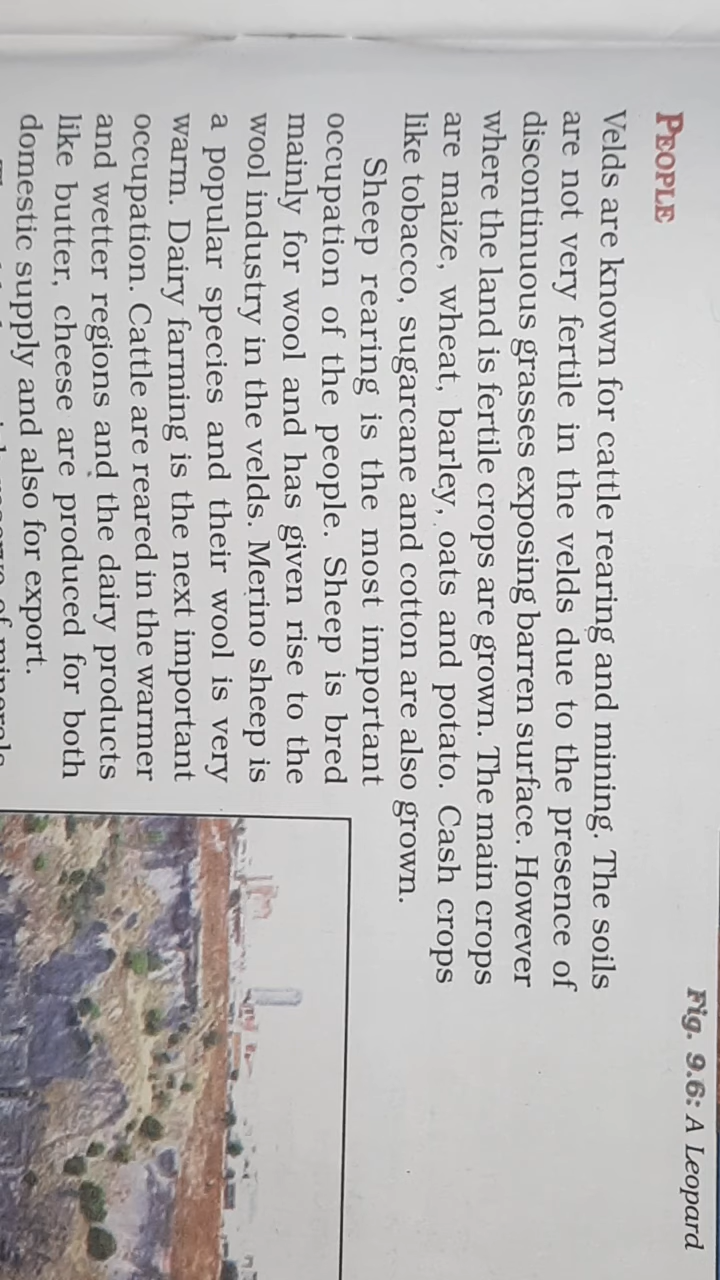 Fig. 9.6: A Leopard
PEOPLE
Velds are known for cattle rearing and mining. The soils
are not very fertile in the velds due to the presence of
discontinuous grasses exposing barren surface. However
where the land is fertile crops are grown. The main crops
are maize, wheat, barley, oats and potato. Cash crops
like tobacco, sugarcane and cotton are also grown.
Sheep rearing is the most important
occupation of the people. Sheep is bred
mainly for wool and has given rise to the
wool industry in the velds. Merino sheep is
a popular species and their wool is very
warm. Dairy farming is the next important
occupation. Cattle are reared in the warmer
and wetter regions and the dairy products
like butter, cheese are produced for both
domestic supply and also for export.